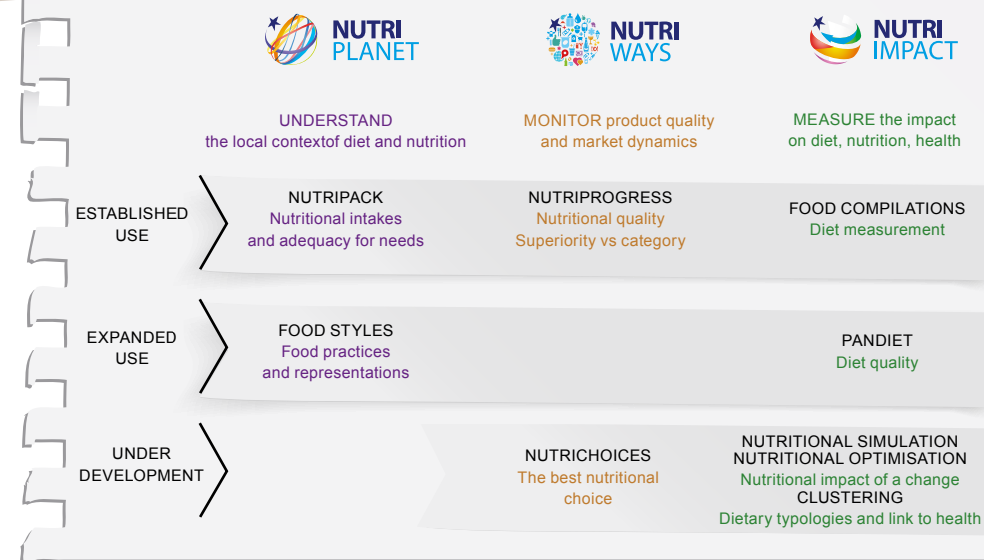 NUTRI
PLANET
NUTRI
WAYS
NUTRI
IMPACT
UNDERSTAND
the local contextof diet and nutrition
MONITOR product quality
and market dynamics
MEASURE the impact
on diet, nutrition, health
ESTABLISHED
USE
NUTRIPACK
Nutritional intakes
and adequacy for needs
NUTRIPROGRESS
Nutritional quality
Superiority vs category
FOOD COMPILATIONS
Diet measurement
EXPANDED
USE
FOOD STYLES
Food practices
and representations
PANDIET
Diet quality
UNDER
DEVELOPMENT
NUTRICHOICES
The best nutritional
choice
NUTRITIONAL SIMULATION
NUTRITIONAL OPTIMISATION
Nutritional impact of a change
CLUSTERING
Dietary typologies and link to health